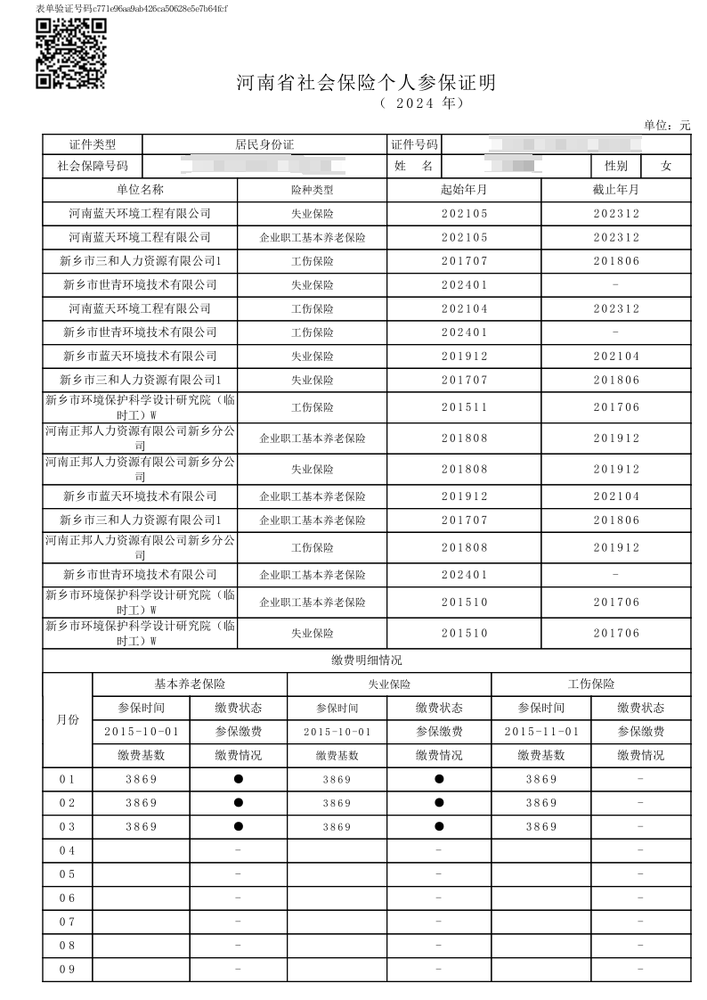 表单验证号码c771e96aa9ab426ca50628e5e7b64fcf
河南省社会保险个人参保证明
（ 2024 年）
单位：元
证件类型 居民身份证 证件号码
社会保障号码 姓 名 性别 女
单位名称 险种类型 起始年月 截止年月
河南蓝天环境工程有限公司 失业保险 202105 202312
河南蓝天环境工程有限公司 企业职工基本养老保险 202105 202312
新乡市三和人力资源有限公司1 工伤保险 201707 201806
新乡市世青环境技术有限公司 失业保险 202401 -
河南蓝天环境工程有限公司 工伤保险 202104 202312
新乡市世青环境技术有限公司 工伤保险 202401 -
新乡市蓝天环境技术有限公司 失业保险 201912 202104
新乡市三和人力资源有限公司1 失业保险 201707 201806
新乡市环境保护科学设计研究院（临
时工）W 工伤保险 201511 201706
河南正邦人力资源有限公司新乡分公
司 企业职工基本养老保险 201808 201912
河南正邦人力资源有限公司新乡分公
司 失业保险 201808 201912
新乡市蓝天环境技术有限公司 企业职工基本养老保险 201912 202104
新乡市三和人力资源有限公司1 企业职工基本养老保险 201707 201806
河南正邦人力资源有限公司新乡分公
司 工伤保险 201808 201912
新乡市世青环境技术有限公司 企业职工基本养老保险 202401 -
新乡市环境保护科学设计研究院（临
时工）W 企业职工基本养老保险 201510 201706
新乡市环境保护科学设计研究院（临
时工）W 失业保险 201510 201706
缴费明细情况
月份 基本养老保险 失业保险 工伤保险
参保时间 缴费状态 参保时间 缴费状态 参保时间 缴费状态
2015-10-01 参保缴费 2015-10-01 参保缴费 2015-11-01 参保缴费
缴费基数 缴费情况 缴费基数 缴费情况 缴费基数 缴费情况
01 3869 ● 3869 ● 3869 -
02 3869 ● 3869 ● 3869 -
03 3869 ● 3869 ● 3869 -
04 - - -
05 - - -
06 - - -
07 - - -
08 - - -
09 - - -